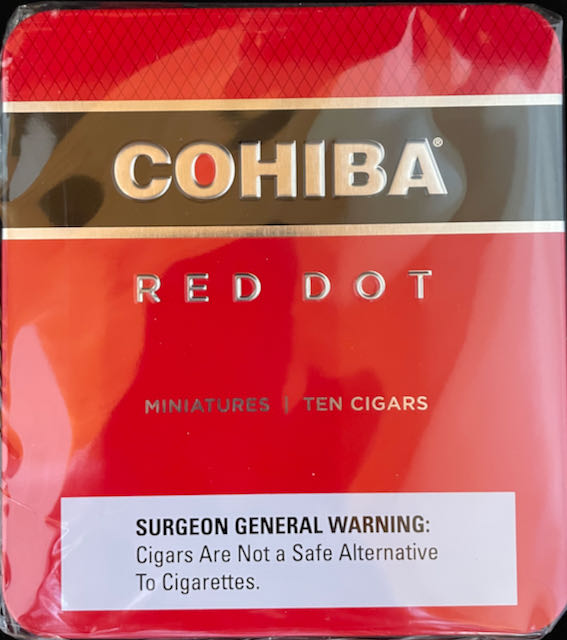 COHIBA®
RED DOT
MINIATURES | TEN CIGARS
SURGEON GENERAL WARNING:
Cigars Are Not a Safe Alternative
To Cigarettes.